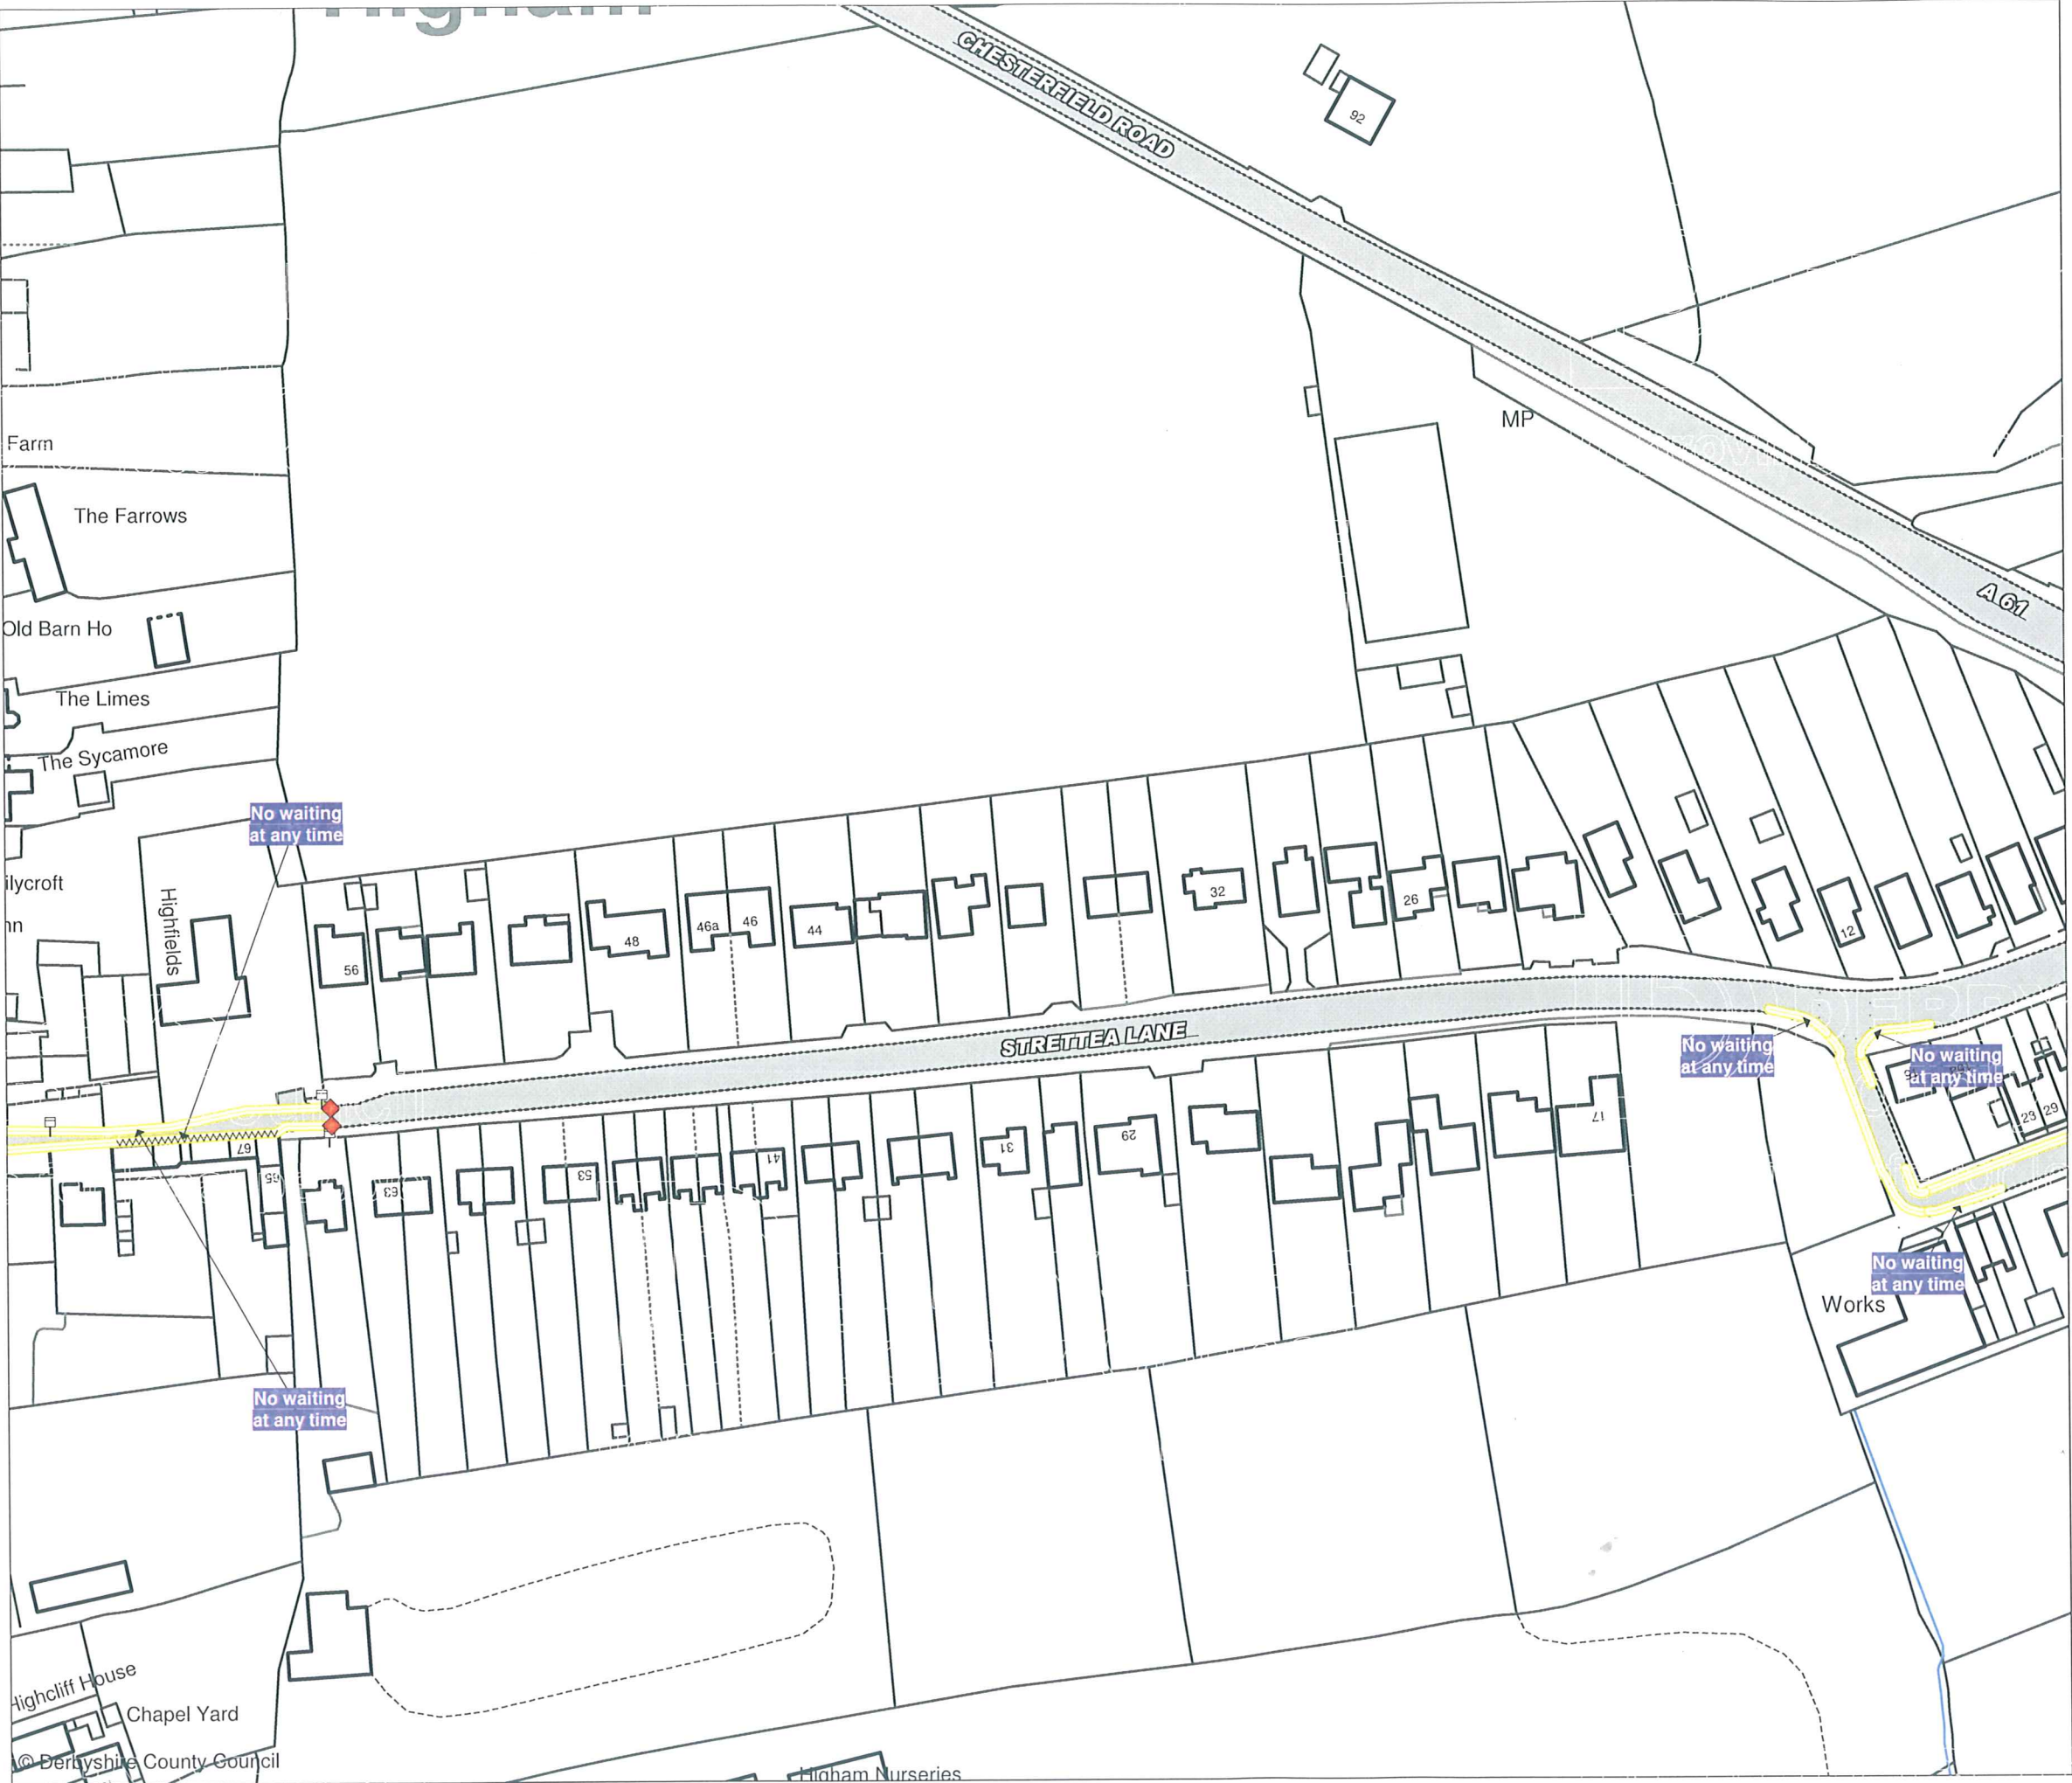 Higham
CHESTERFIELD ROAD
92
MP
A 61
Farm
The Farrows
Old Barn Ho
The Limes
The Sycamore
No waiting
at any time
ilycroft
Highfields
56
48
46a
46
44
32
26
12
STRETTEA LANE
No waiting
at any time
No waiting
at any time
67
65
63
53
41
31
29
17
23
29
No waiting
at any time
Works
No waiting
at any time
Highcliff House
Chapel Yard
© Derbyshire County Council
Higham Nurseries